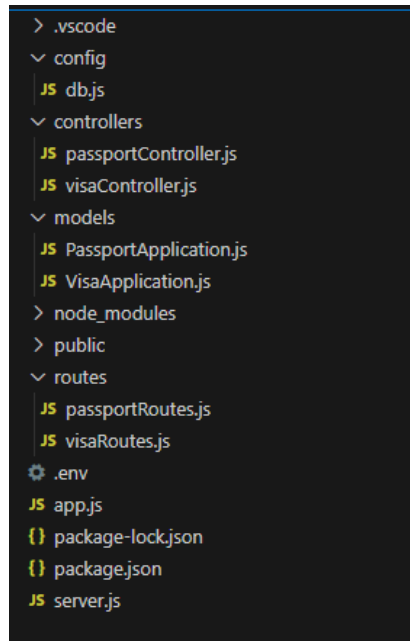 .vscode
config
JS db.js
controllers
JS passportController.js
JS visaController.js
models
JS PassportApplication.js
JS VisaApplication.js
node_modules
public
routes
JS passportRoutes.js
JS visaRoutes.js
.env
JS app.js
{} package-lock.json
{} package.json
JS server.js